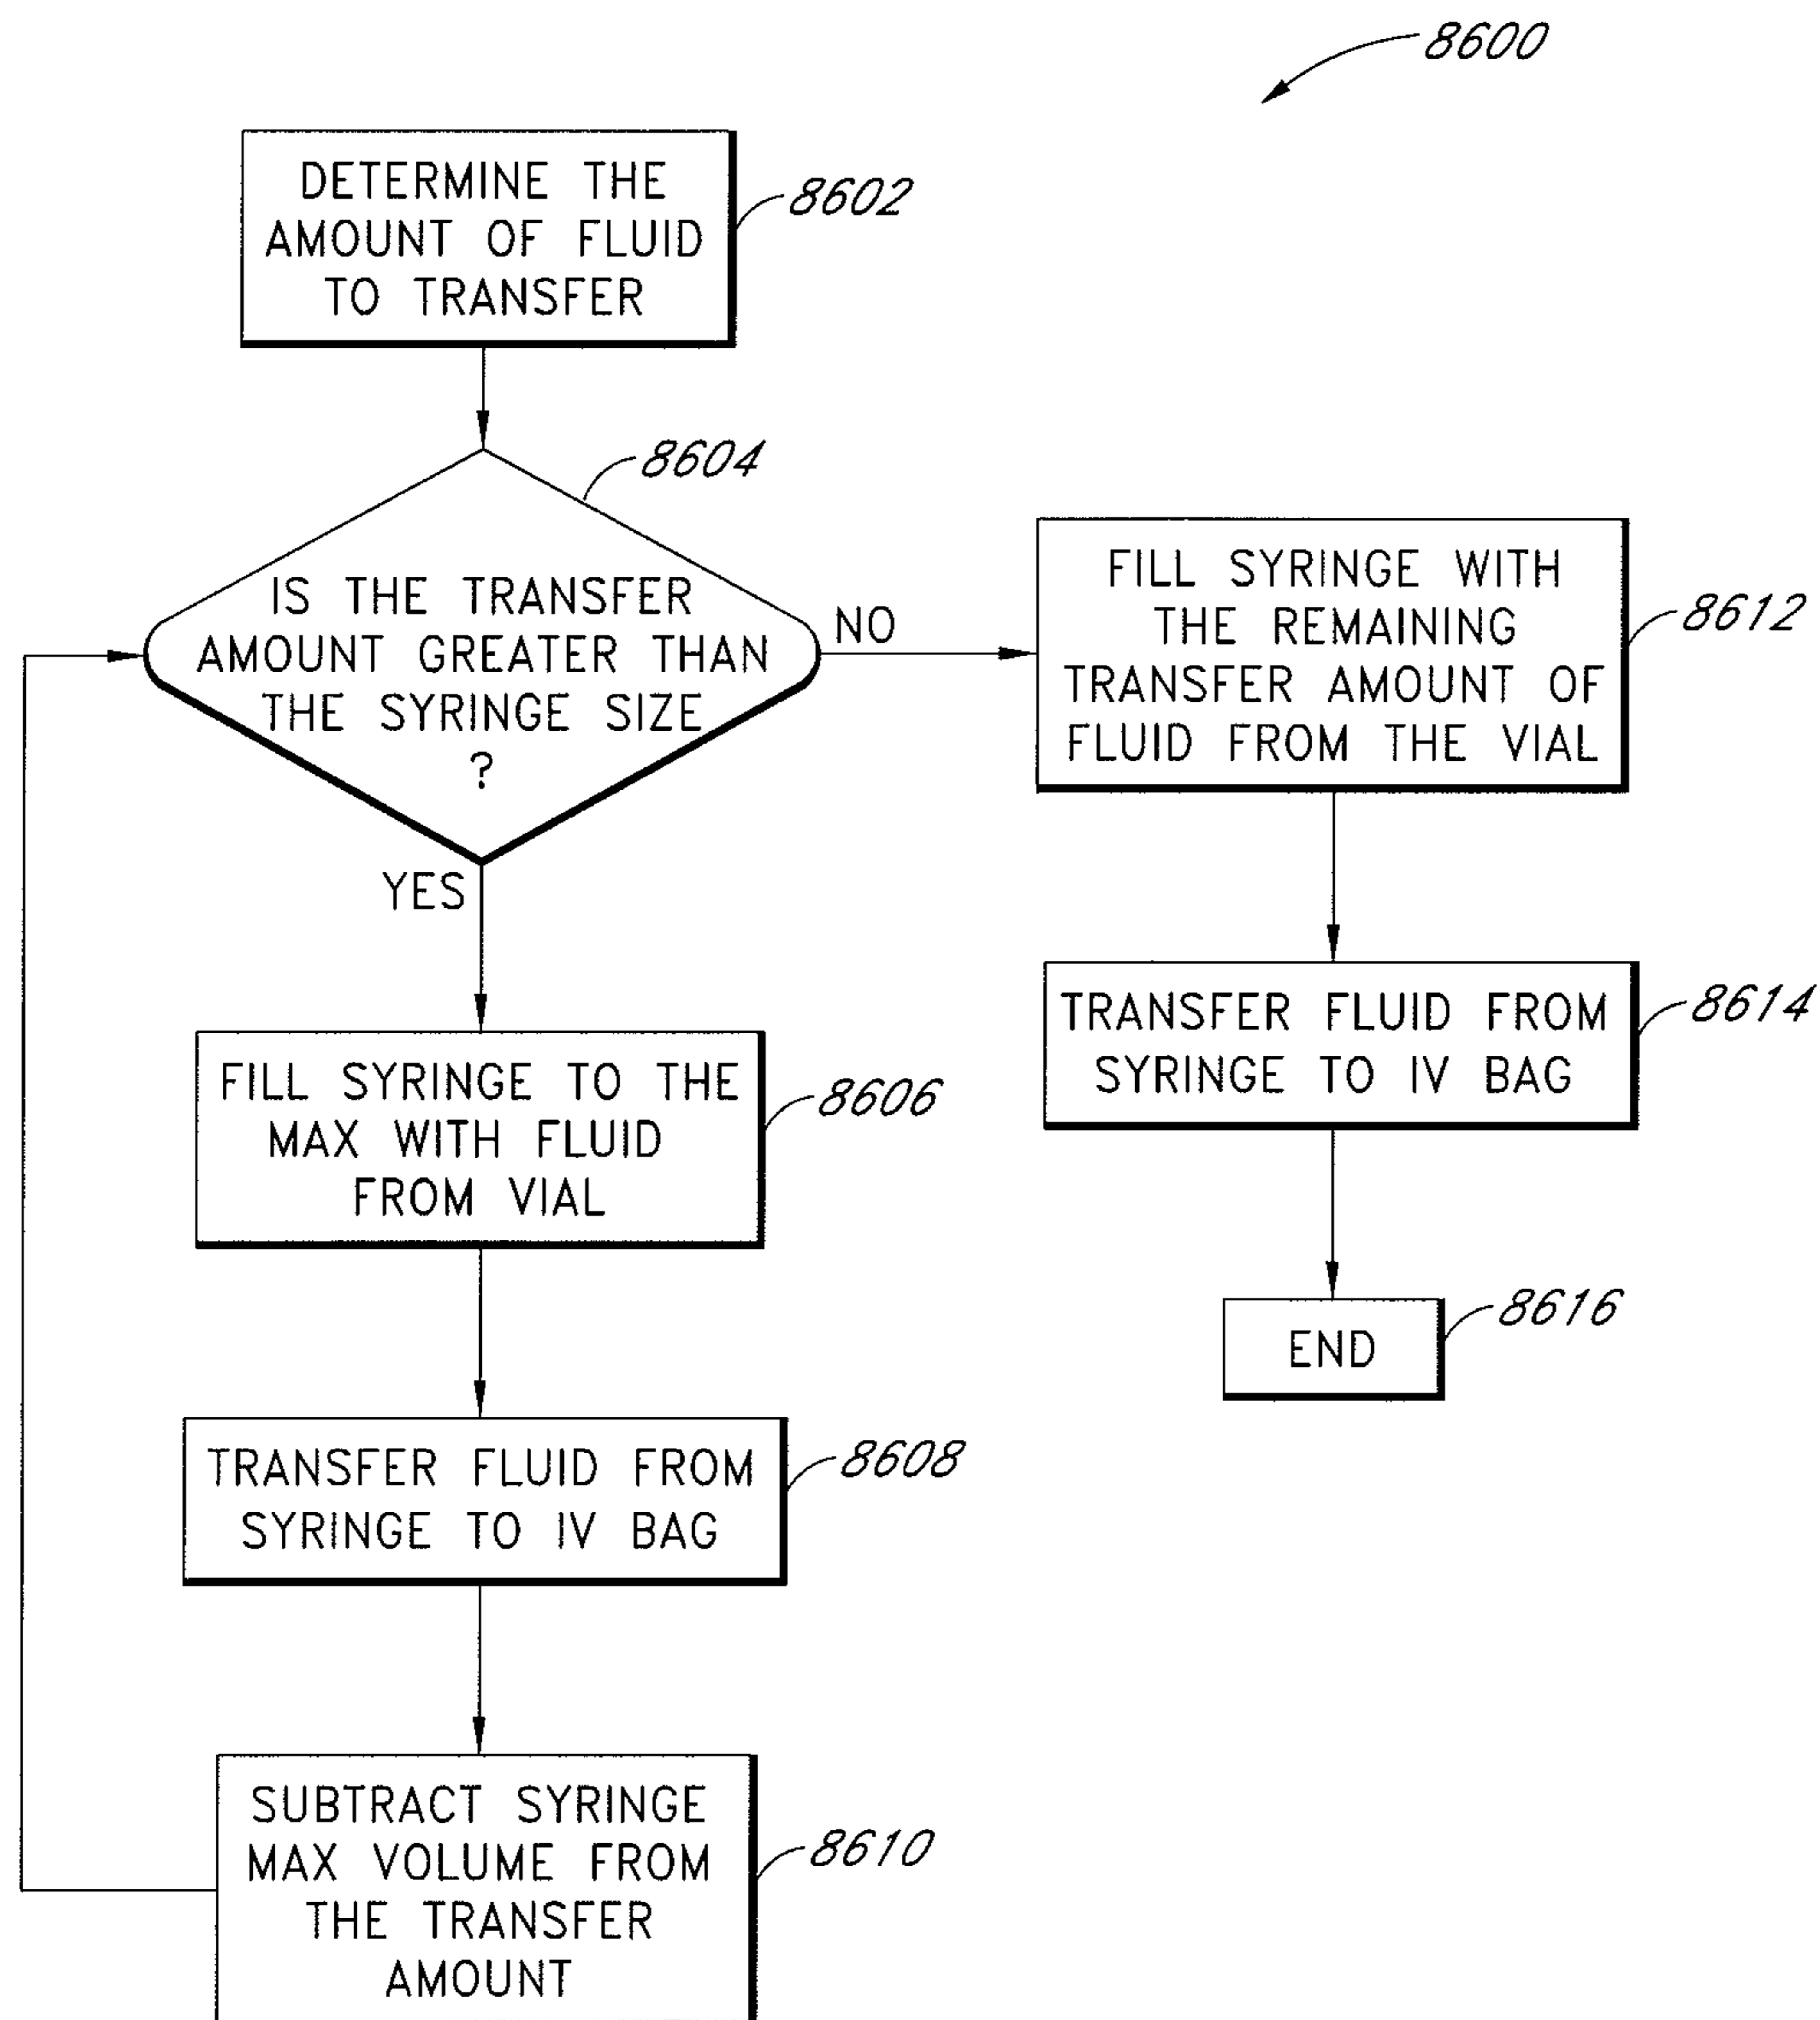 8600
DETERMINE THE
AMOUNT OF FLUID
TO TRANSFER
8602
8604
IS THE TRANSFER
AMOUNT GREATER THAN
THE SYRINGE SIZE
?
NO
YES
FILL SYRINGE TO THE
MAX WITH FLUID
FROM VIAL
8606
TRANSFER FLUID FROM
SYRINGE TO IV BAG
8608
SUBTRACT SYRINGE
MAX VOLUME FROM
THE TRANSFER
AMOUNT
8610
FILL SYRINGE WITH
THE REMAINING
TRANSFER AMOUNT OF
FLUID FROM THE VIAL
8612
TRANSFER FLUID FROM
SYRINGE TO IV BAG
8614
END
8616